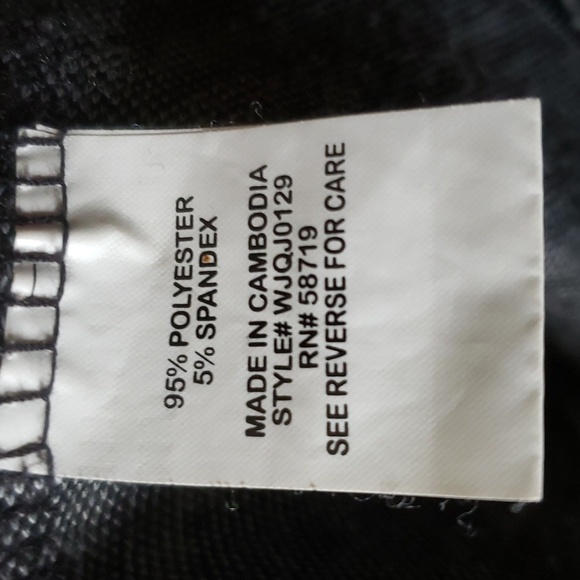 95% POLYESTER
5% SPANDEX
MADE IN CAMBODIA
STYLE# WJQJ0129
RN# 58719
SEE REVERSE FOR CARE